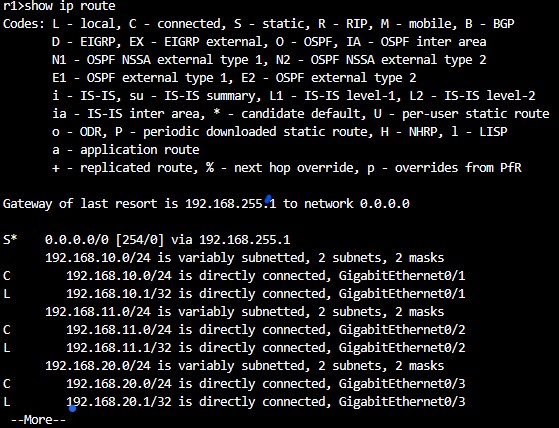 r1>show ip route
Codes: L - local, C - connected, S - static, R - RIP, M - mobile, B - BGP
       D - EIGRP, EX - EIGRP external, O - OSPF, IA - OSPF inter area
       N1 - OSPF NSSA external type 1, N2 - OSPF NSSA external type 2
       E1 - OSPF external type 1, E2 - OSPF external type 2
       i - IS-IS, su - IS-IS summary, L1 - IS-IS level-1, L2 - IS-IS level-2
       ia - IS-IS inter area, * - candidate default, U - per-user static route
       o - ODR, P - periodic downloaded static route, H - NHRP, l - LISP
       a - application route
       + - replicated route, % - next hop override, p - overrides from PfR
Gateway of last resort is 192.168.255.1 to network 0.0.0.0
S*    0.0.0.0/0 [254/0] via 192.168.255.1
      192.168.10.0/24 is variably subnetted, 2 subnets, 2 masks
C        192.168.10.0/24 is directly connected, GigabitEthernet0/1
L        192.168.10.1/32 is directly connected, GigabitEthernet0/1
      192.168.11.0/24 is variably subnetted, 2 subnets, 2 masks
C        192.168.11.0/24 is directly connected, GigabitEthernet0/2
L        192.168.11.1/32 is directly connected, GigabitEthernet0/2
      192.168.20.0/24 is variably subnetted, 2 subnets, 2 masks
C        192.168.20.0/24 is directly connected, GigabitEthernet0/3
L        192.168.20.1/32 is directly connected, GigabitEthernet0/3
 --More--